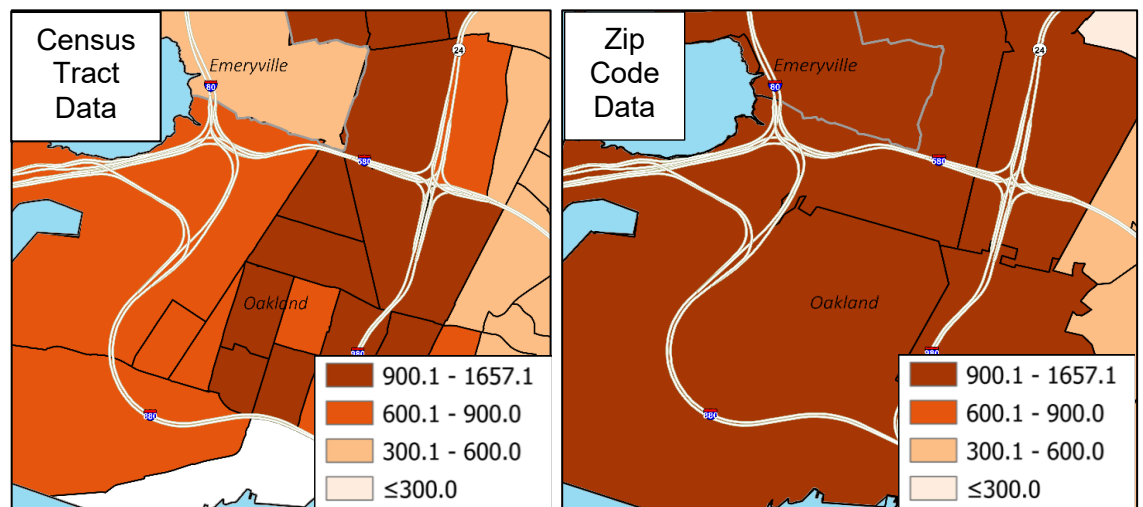 Census
Tract
Data
Emeryville
24
80
580
Oakland
980
880
900.1 - 1657.1
600.1 - 900.0
300.1 - 600.0
≤300.0
Zip
Code
Data
Emeryville
24
80
580
Oakland
980
880
900.1 - 1657.1
600.1 - 900.0
300.1 - 600.0
≤300.0